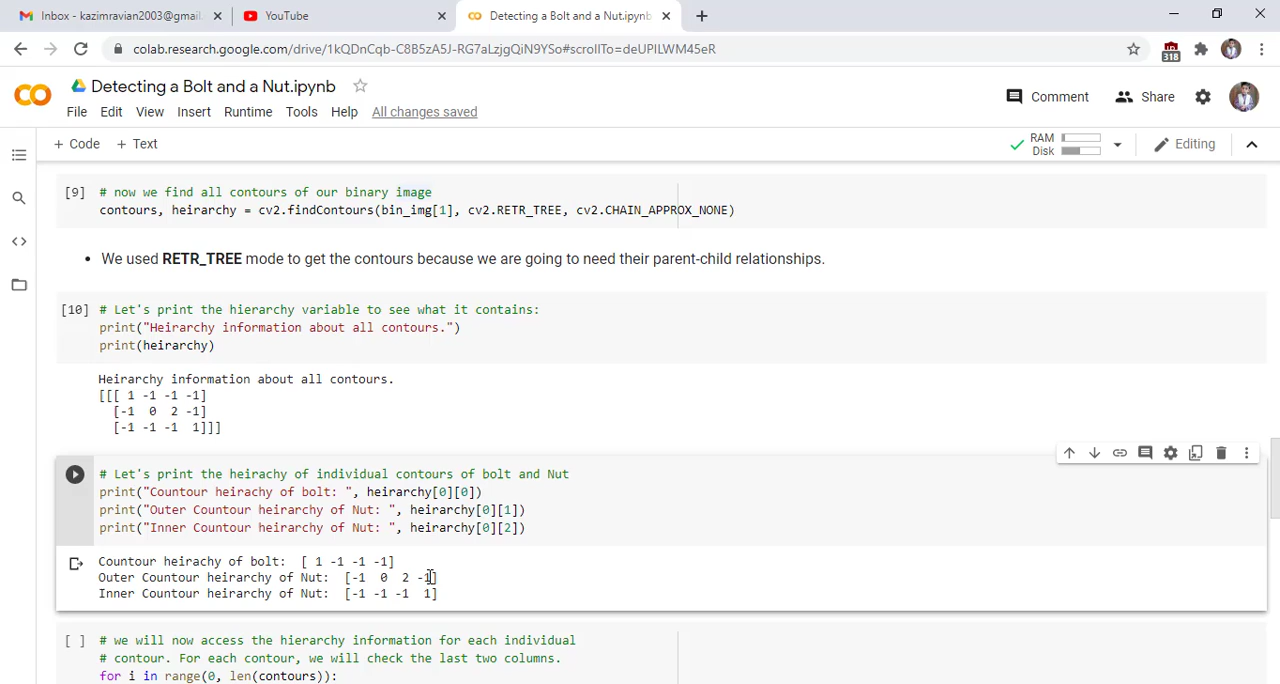 Inbox - kazimravian2003@gmail.
YouTube
Detecting a Bolt and a Nut.ipynb
colab.research.google.com/drive/1kQDnCqb-C8B5zA5J-RG7aLzjgQiN9YSo#scrollTo=deUPILWM45eR
318
Detecting a Bolt and a Nut.ipynb
File Edit View Insert Runtime Tools Help All changes saved
Comment Share
+ Code + Text
RAM
Disk
Editing
[9] # now we find all contours of our binary image
contours, heirarchy = cv2.findContours(bin_img[1], cv2.RETR_TREE, cv2.CHAIN_APPROX_NONE)
• We used RETR_TREE mode to get the contours because we are going to need their parent-child relationships.
[10] # Let's print the hierarchy variable to see what it contains:
print("Heirarchy information about all contours.")
print(heirarchy)
Heirarchy information about all contours.
[[[ 1 -1 -1 -1]
[-1 0 2 -1]
[-1 -1 -1 1]]]
# Let's print the heirachy of individual contours of bolt and Nut
print("Countour heirachy of bolt: ", heirarchy[0][0])
print("Outer Countour heirarchy of Nut: ", heirarchy[0][1])
print("Inner Countour heirarchy of Nut: ", heirarchy[0][2])
Countour heirachy of bolt: [ 1 -1 -1 -1]
Outer Countour heirarchy of Nut: [-1 0 2 -1]
Inner Countour heirarchy of Nut: [-1 -1 -1 1]
[ ] # we will now access the hierarchy information for each individual
# contour. For each contour, we will check the last two columns.
for i in range(0, len(contours)):